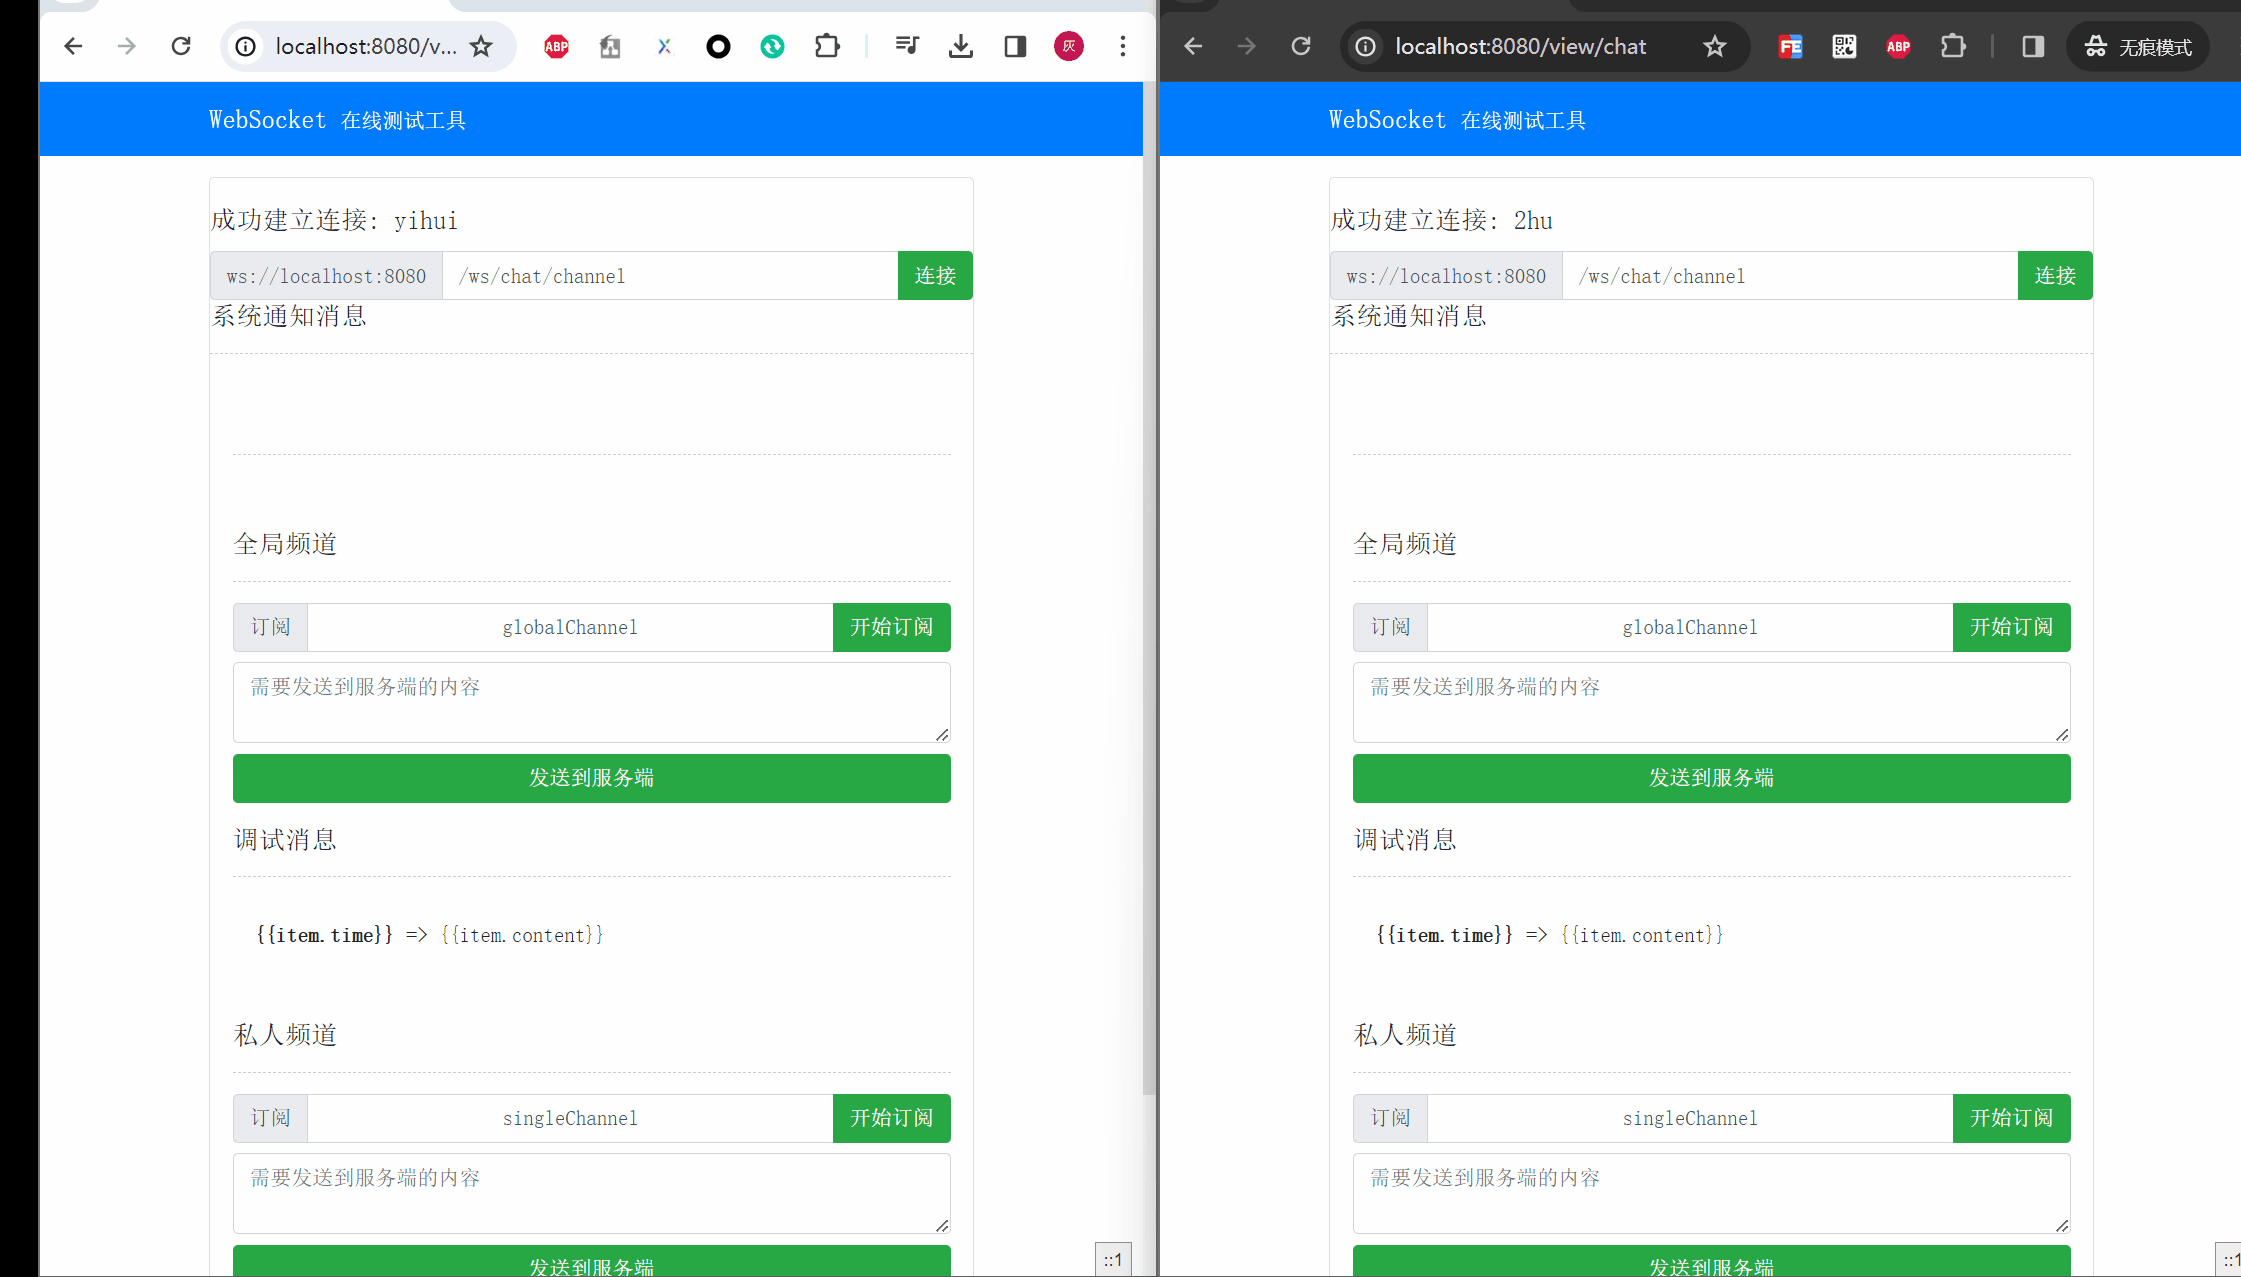 localhost:8080/v...
ABP
灰
WebSocket 在线测试工具
成功建立连接: yihui
ws://localhost:8080 /ws/chat/channel 连接
系统通知消息
全局频道
订阅 globalChannel 开始订阅
需要发送到服务端的内容
发送到服务端
调试消息
{{item.time}} => {{item.content}}
私人频道
订阅 singleChannel 开始订阅
需要发送到服务端的内容
发送到服务端
::1
localhost:8080/view/chat
FE
ABP
无痕模式
WebSocket 在线测试工具
成功建立连接: 2hu
ws://localhost:8080 /ws/chat/channel 连接
系统通知消息
全局频道
订阅 globalChannel 开始订阅
需要发送到服务端的内容
发送到服务端
调试消息
{{item.time}} => {{item.content}}
私人频道
订阅 singleChannel 开始订阅
需要发送到服务端的内容
发送到服务端
::1